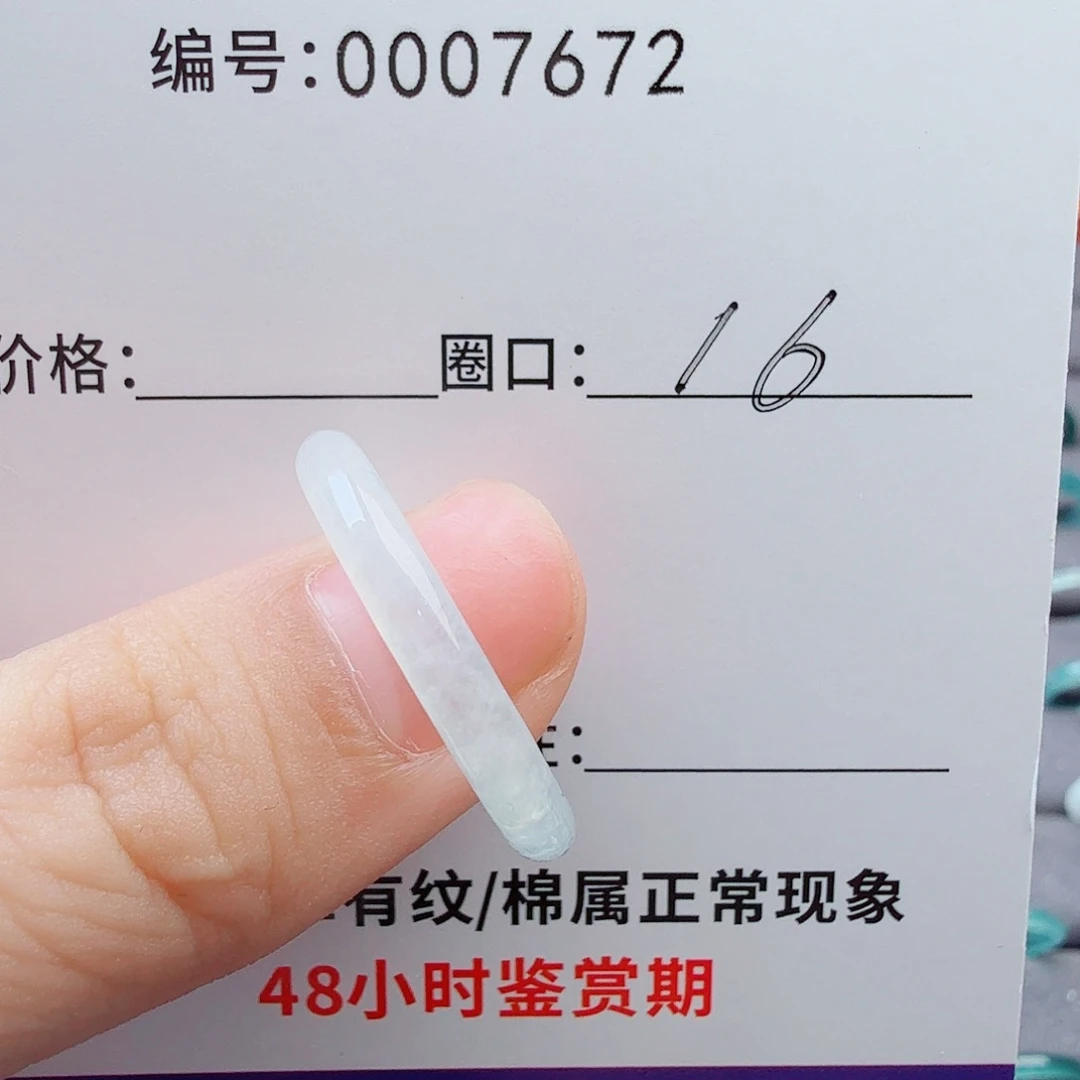 编号:0007672
价格:
圈口:16
注:
有纹/棉属正常现象
48小时鉴赏期